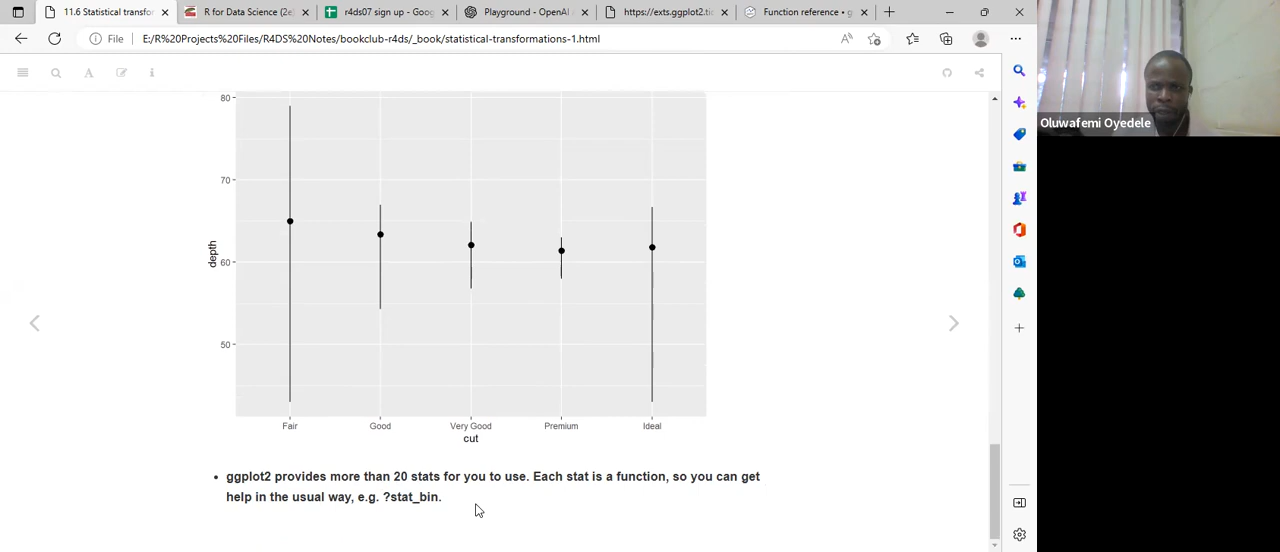 11.6 Statistical transfor
R for Data Science (2e)
r4ds07 sign up - Goog
Playground - OpenAI
https://exts.ggplot2.tid
Function reference • g
File
E:/R%20Projects%20Files/R4DS%20Notes/bookclub-r4ds/_book/statistical-transformations-1.html
Oluwafemi Oyedele
80
70
60
50
depth
Fair
Good
Very Good
Premium
Ideal
cut
ggplot2 provides more than 20 stats for you to use. Each stat is a function, so you can get
help in the usual way, e.g. ?stat_bin.